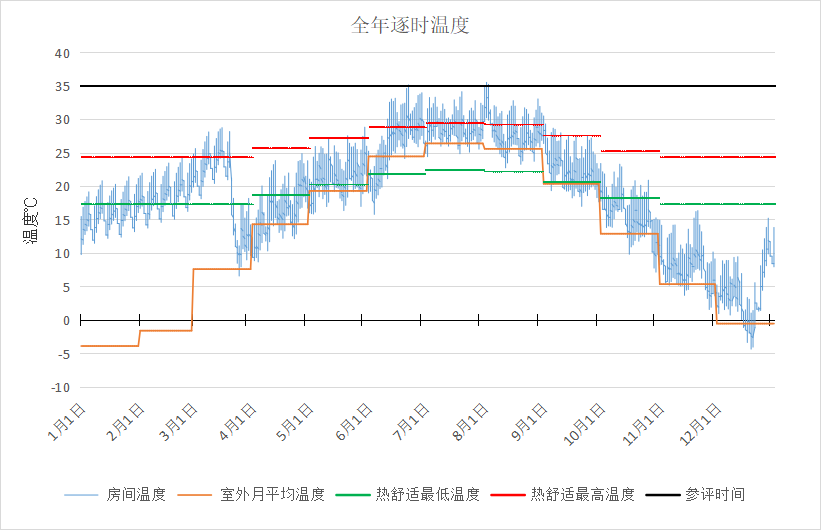 全年逐时温度
温度℃
40
35
30
25
20
15
10
5
0
-5
-10
1月1日
2月1日
3月1日
4月1日
5月1日
6月1日
7月1日
8月1日
9月1日
10月1日
11月1日
12月1日
房间温度 室外月平均温度 热舒适最低温度 热舒适最高温度 参评时间